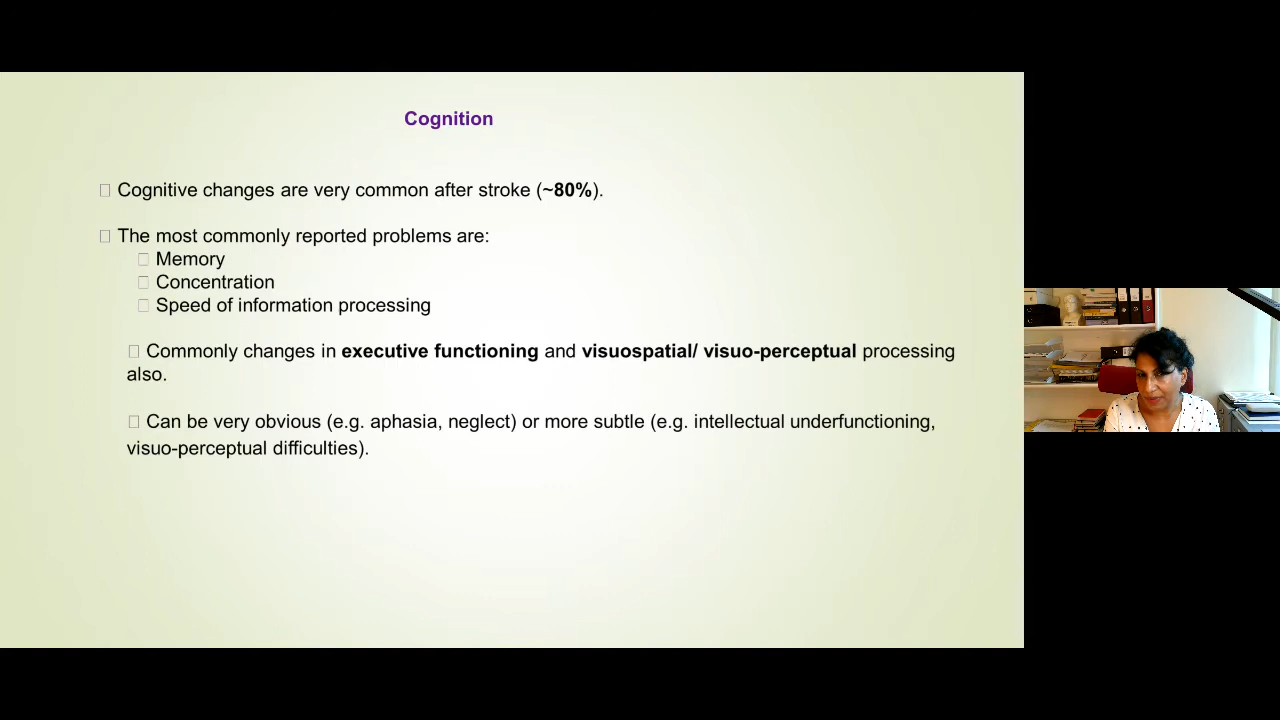 Cognition
Cognitive changes are very common after stroke (~80%).
The most commonly reported problems are:
Memory
Concentration
Speed of information processing
Commonly changes in executive functioning and visuospatial/ visuo-perceptual processing
also.
Can be very obvious (e.g. aphasia, neglect) or more subtle (e.g. intellectual underfunctioning,
visuo-perceptual difficulties).